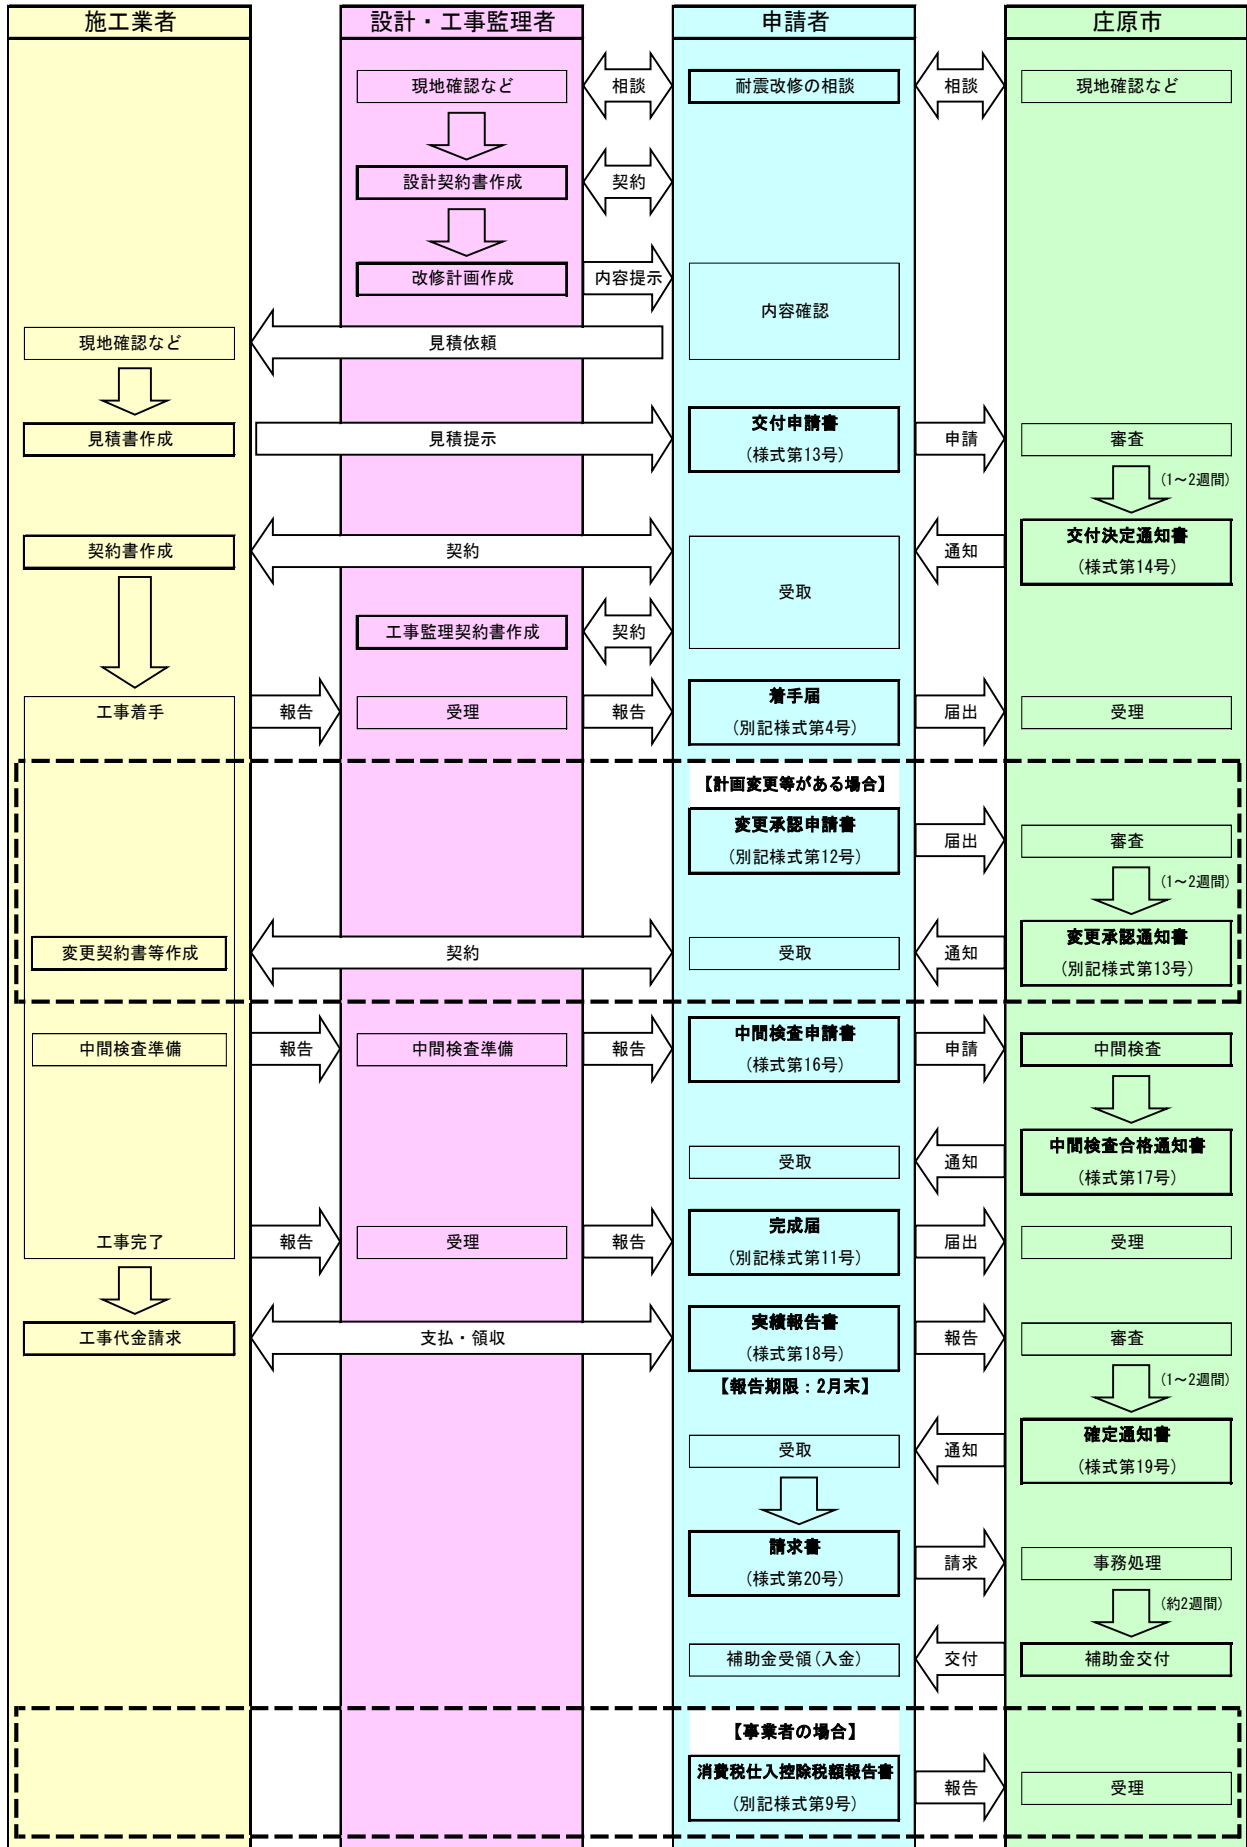 施工業者
設計・工事監理者
申請者
庄原市
現地確認など
相談
耐震改修の相談
相談
現地確認など
設計契約書作成
契約
改修計画作成
内容提示
内容確認
現地確認など
見積依頼
見積書作成
見積提示
交付申請書
(様式第13号)
申請
審査
(1～2週間)
契約書作成
契約
受取
通知
交付決定通知書
(様式第14号)
工事監理契約書作成
契約
工事着手
報告
受理
報告
着手届
(別記様式第4号)
届出
受理
【計画変更等がある場合】
変更承認申請書
(別記様式第12号)
届出
審査
(1～2週間)
変更契約書等作成
契約
受取
通知
変更承認通知書
(別記様式第13号)
中間検査準備
報告
中間検査準備
報告
中間検査申請書
(様式第16号)
申請
中間検査
受取
通知
中間検査合格通知書
(様式第17号)
工事完了
報告
受理
報告
完成届
(別記様式第11号)
届出
受理
工事代金請求
支払・領収
実績報告書
(様式第18号)
【報告期限：2月末】
報告
審査
(1～2週間)
受取
通知
確定通知書
(様式第19号)
請求書
(様式第20号)
請求
事務処理
(約2週間)
補助金受領(入金)
交付
補助金交付
【事業者の場合】
消費税仕入控除税額報告書
(別記様式第9号)
報告
受理